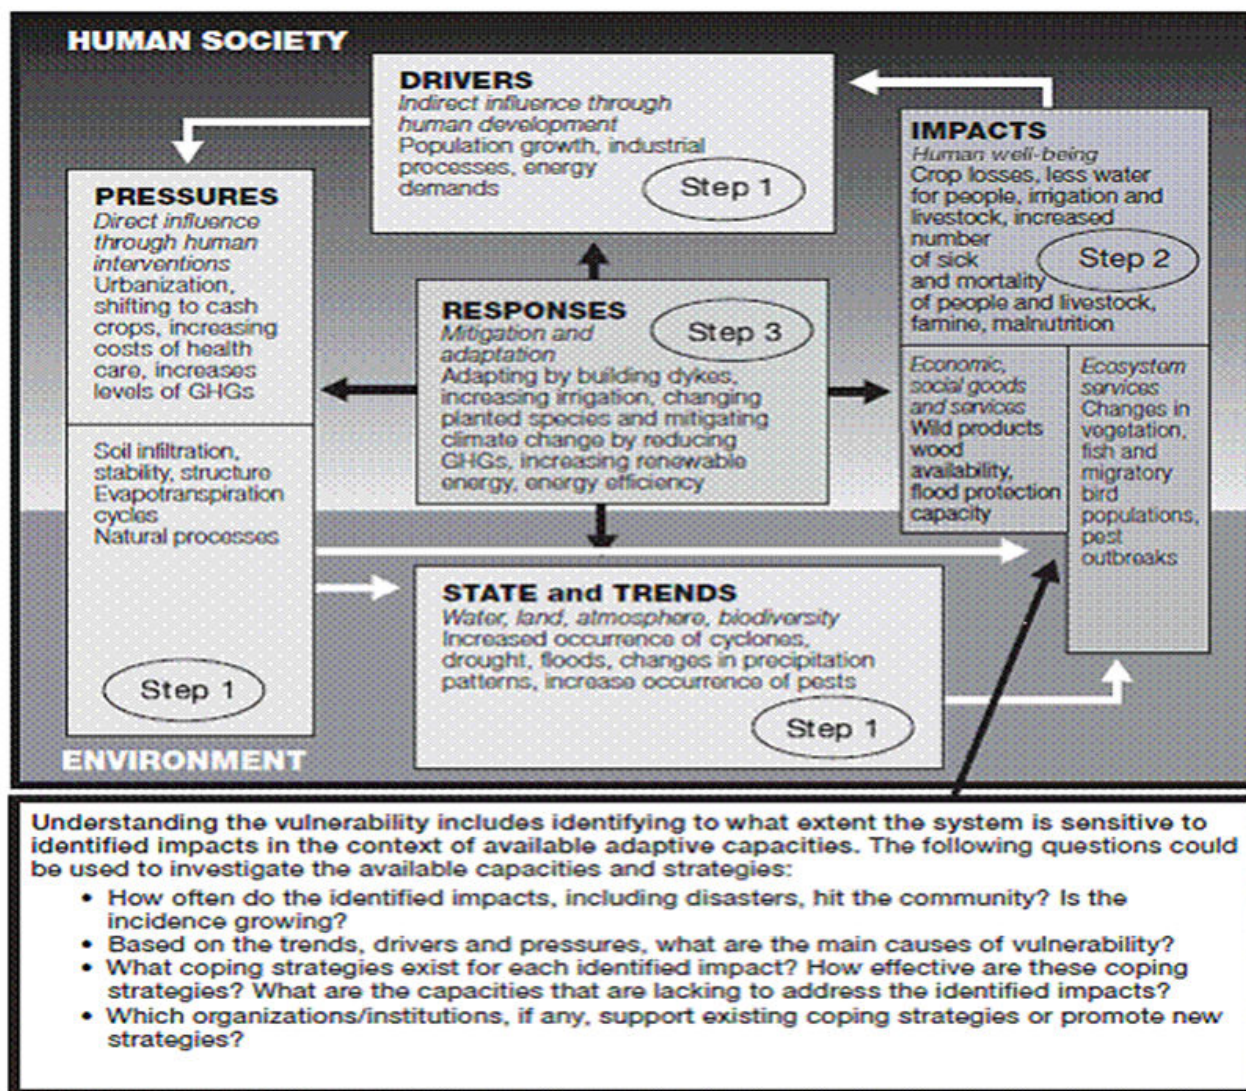 HUMAN SOCIETY
DRIVERS
Indirect influence through
human development
Population growth, industrial
processes, energy
demands
Step 1
PRESSURES
Direct influence
through human
interventions
Urbanization,
shifting to cash
crops, increasing
costs of health
care, increases
levels of GHGs
Soil infiltration,
stability, structure
Evapotranspiration
cycles
Natural processes
Step 1
RESPONSES
Mitigation and
adaptation
Adapting by building dykes,
increasing irrigation, changing
planted species and mitigating
climate change by reducing
GHGs, increasing renewable
energy, energy efficiency
Step 3
IMPACTS
Human well-being
Crop losses, less water
for people, irrigation and
livestock, increased
number
of sick
and mortality
of people and livestock,
famine, malnutrition
Step 2
Economic,
social goods
and services
Wild products
wood
availability,
flood protection
capacity
Ecosystem
services
Changes in
vegetation,
fish and
migratory
bird
populations,
pest
outbreaks
STATE and TRENDS
Water, land, atmosphere, biodiversity
Increased occurrence of cyclones,
drought, floods, changes in precipitation
patterns, increase occurrence of pests
Step 1
ENVIRONMENT
Understanding the vulnerability includes identifying to what extent the system is sensitive to
identified impacts in the context of available adaptive capacities. The following questions could
be used to investigate the available capacities and strategies:
• How often do the identified impacts, including disasters, hit the community? Is the
incidence growing?
• Based on the trends, drivers and pressures, what are the main causes of vulnerability?
• What coping strategies exist for each identified impact? How effective are these coping
strategies? What are the capacities that are lacking to address the identified impacts?
• Which organizations/institutions, if any, support existing coping strategies or promote new
strategies?